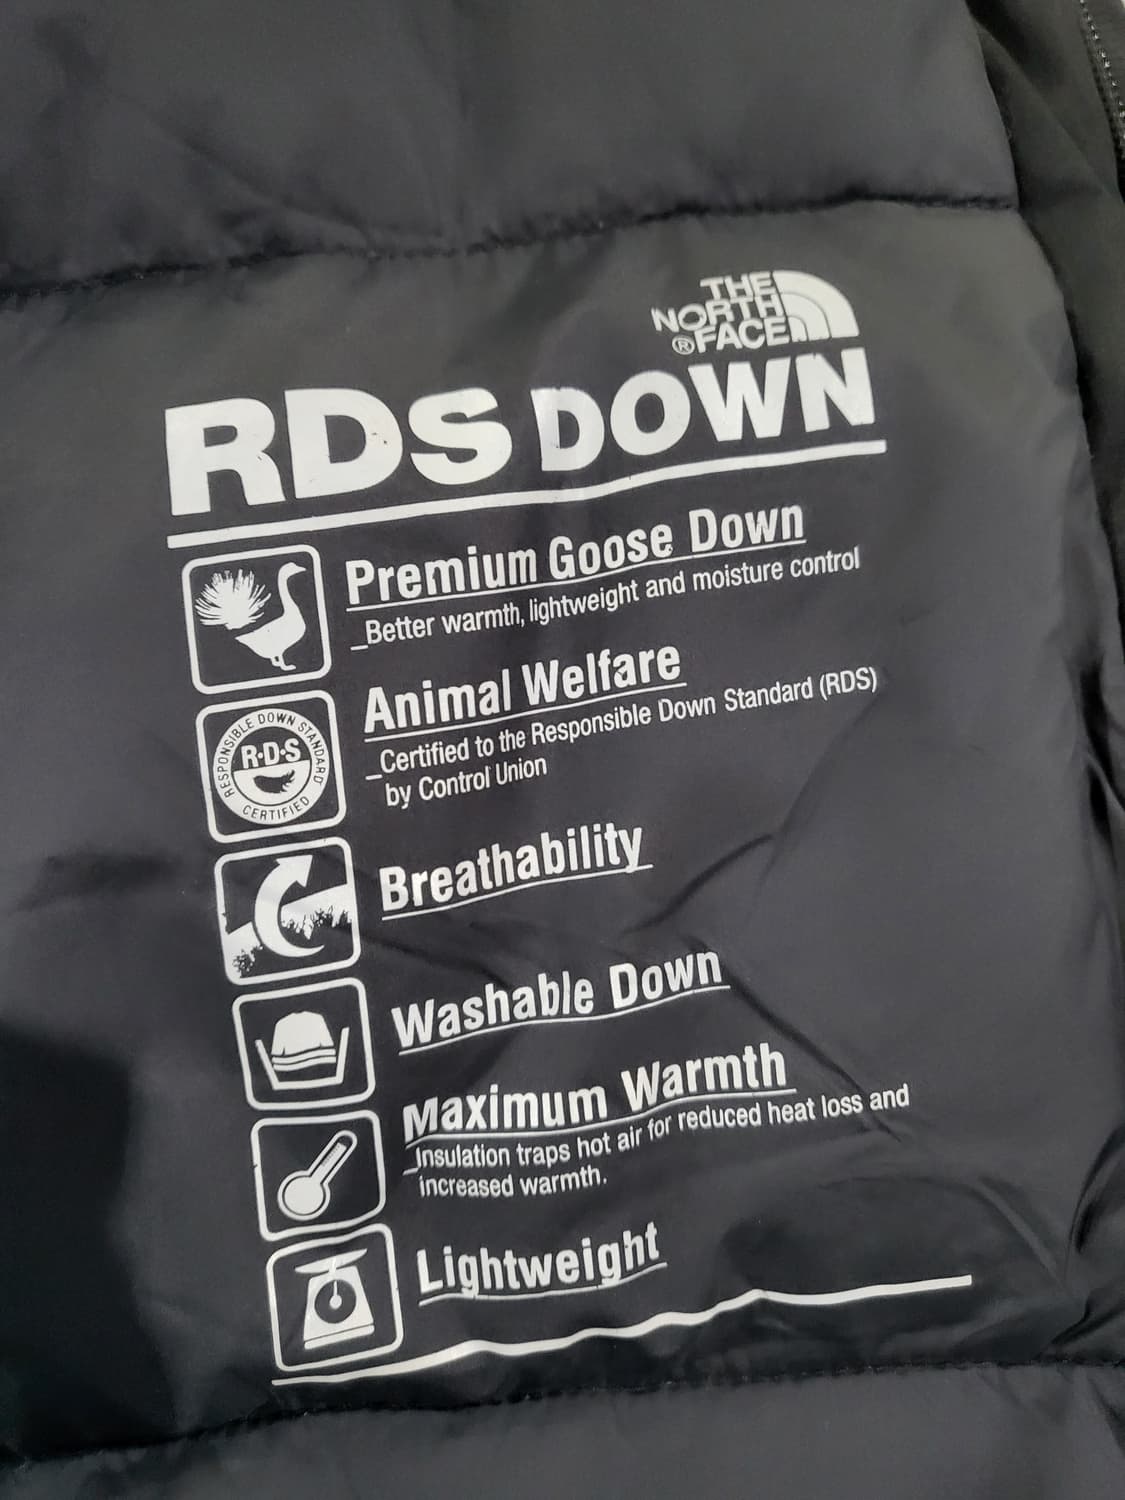 THE
NORTH
®FACE
RDS DOWN
Premium Goose Down
_Better warmth, lightweight and moisture control
RESPONSIBLE DOWN STANDARD
R·D·S
CERTIFIED
Animal Welfare
_Certified to the Responsible Down Standard (RDS)
by Control Union
Breathability
Washable Down
Maximum Warmth
_Insulation traps hot air for reduced heat loss and
increased warmth.
Lightweight